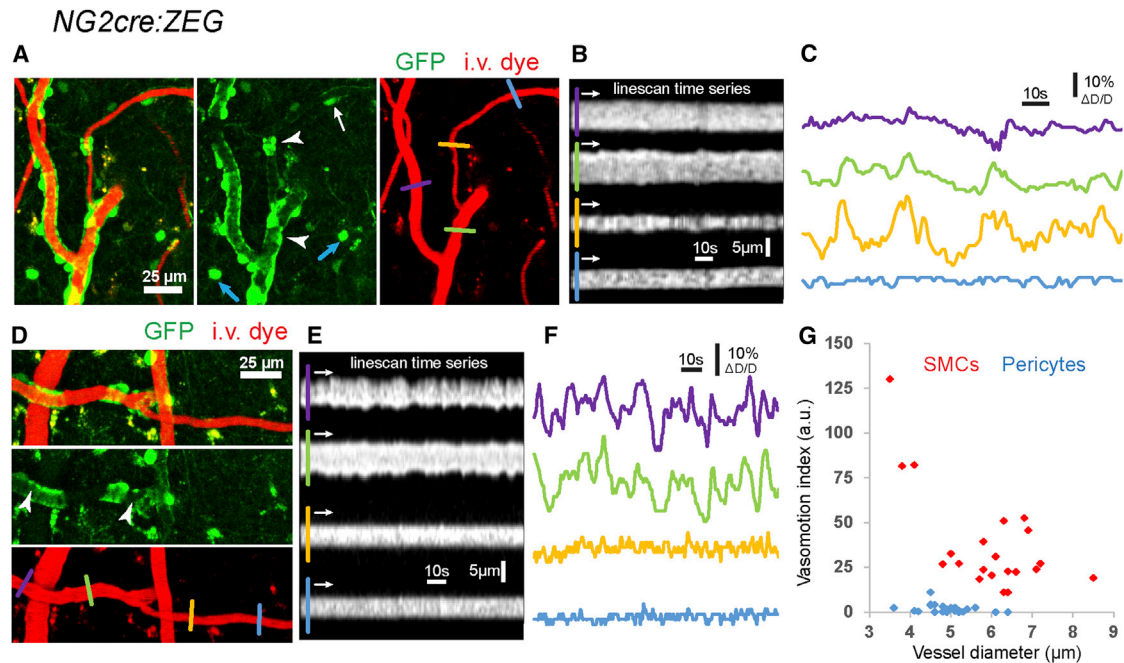 NG2cre:ZEG
A
GFP i.v. dye
25 µm
B
linescan time series
10s 5µm
C
10s 10%
ΔD/D
D
GFP i.v. dye
25 µm
E
linescan time series
10s 5µm
F
10s 10%
ΔD/D
G
SMCs Pericytes
Vasomotion index (a.u.)
150
125
100
75
50
25
0
3 4 5 6 7 8 9
Vessel diameter (µm)